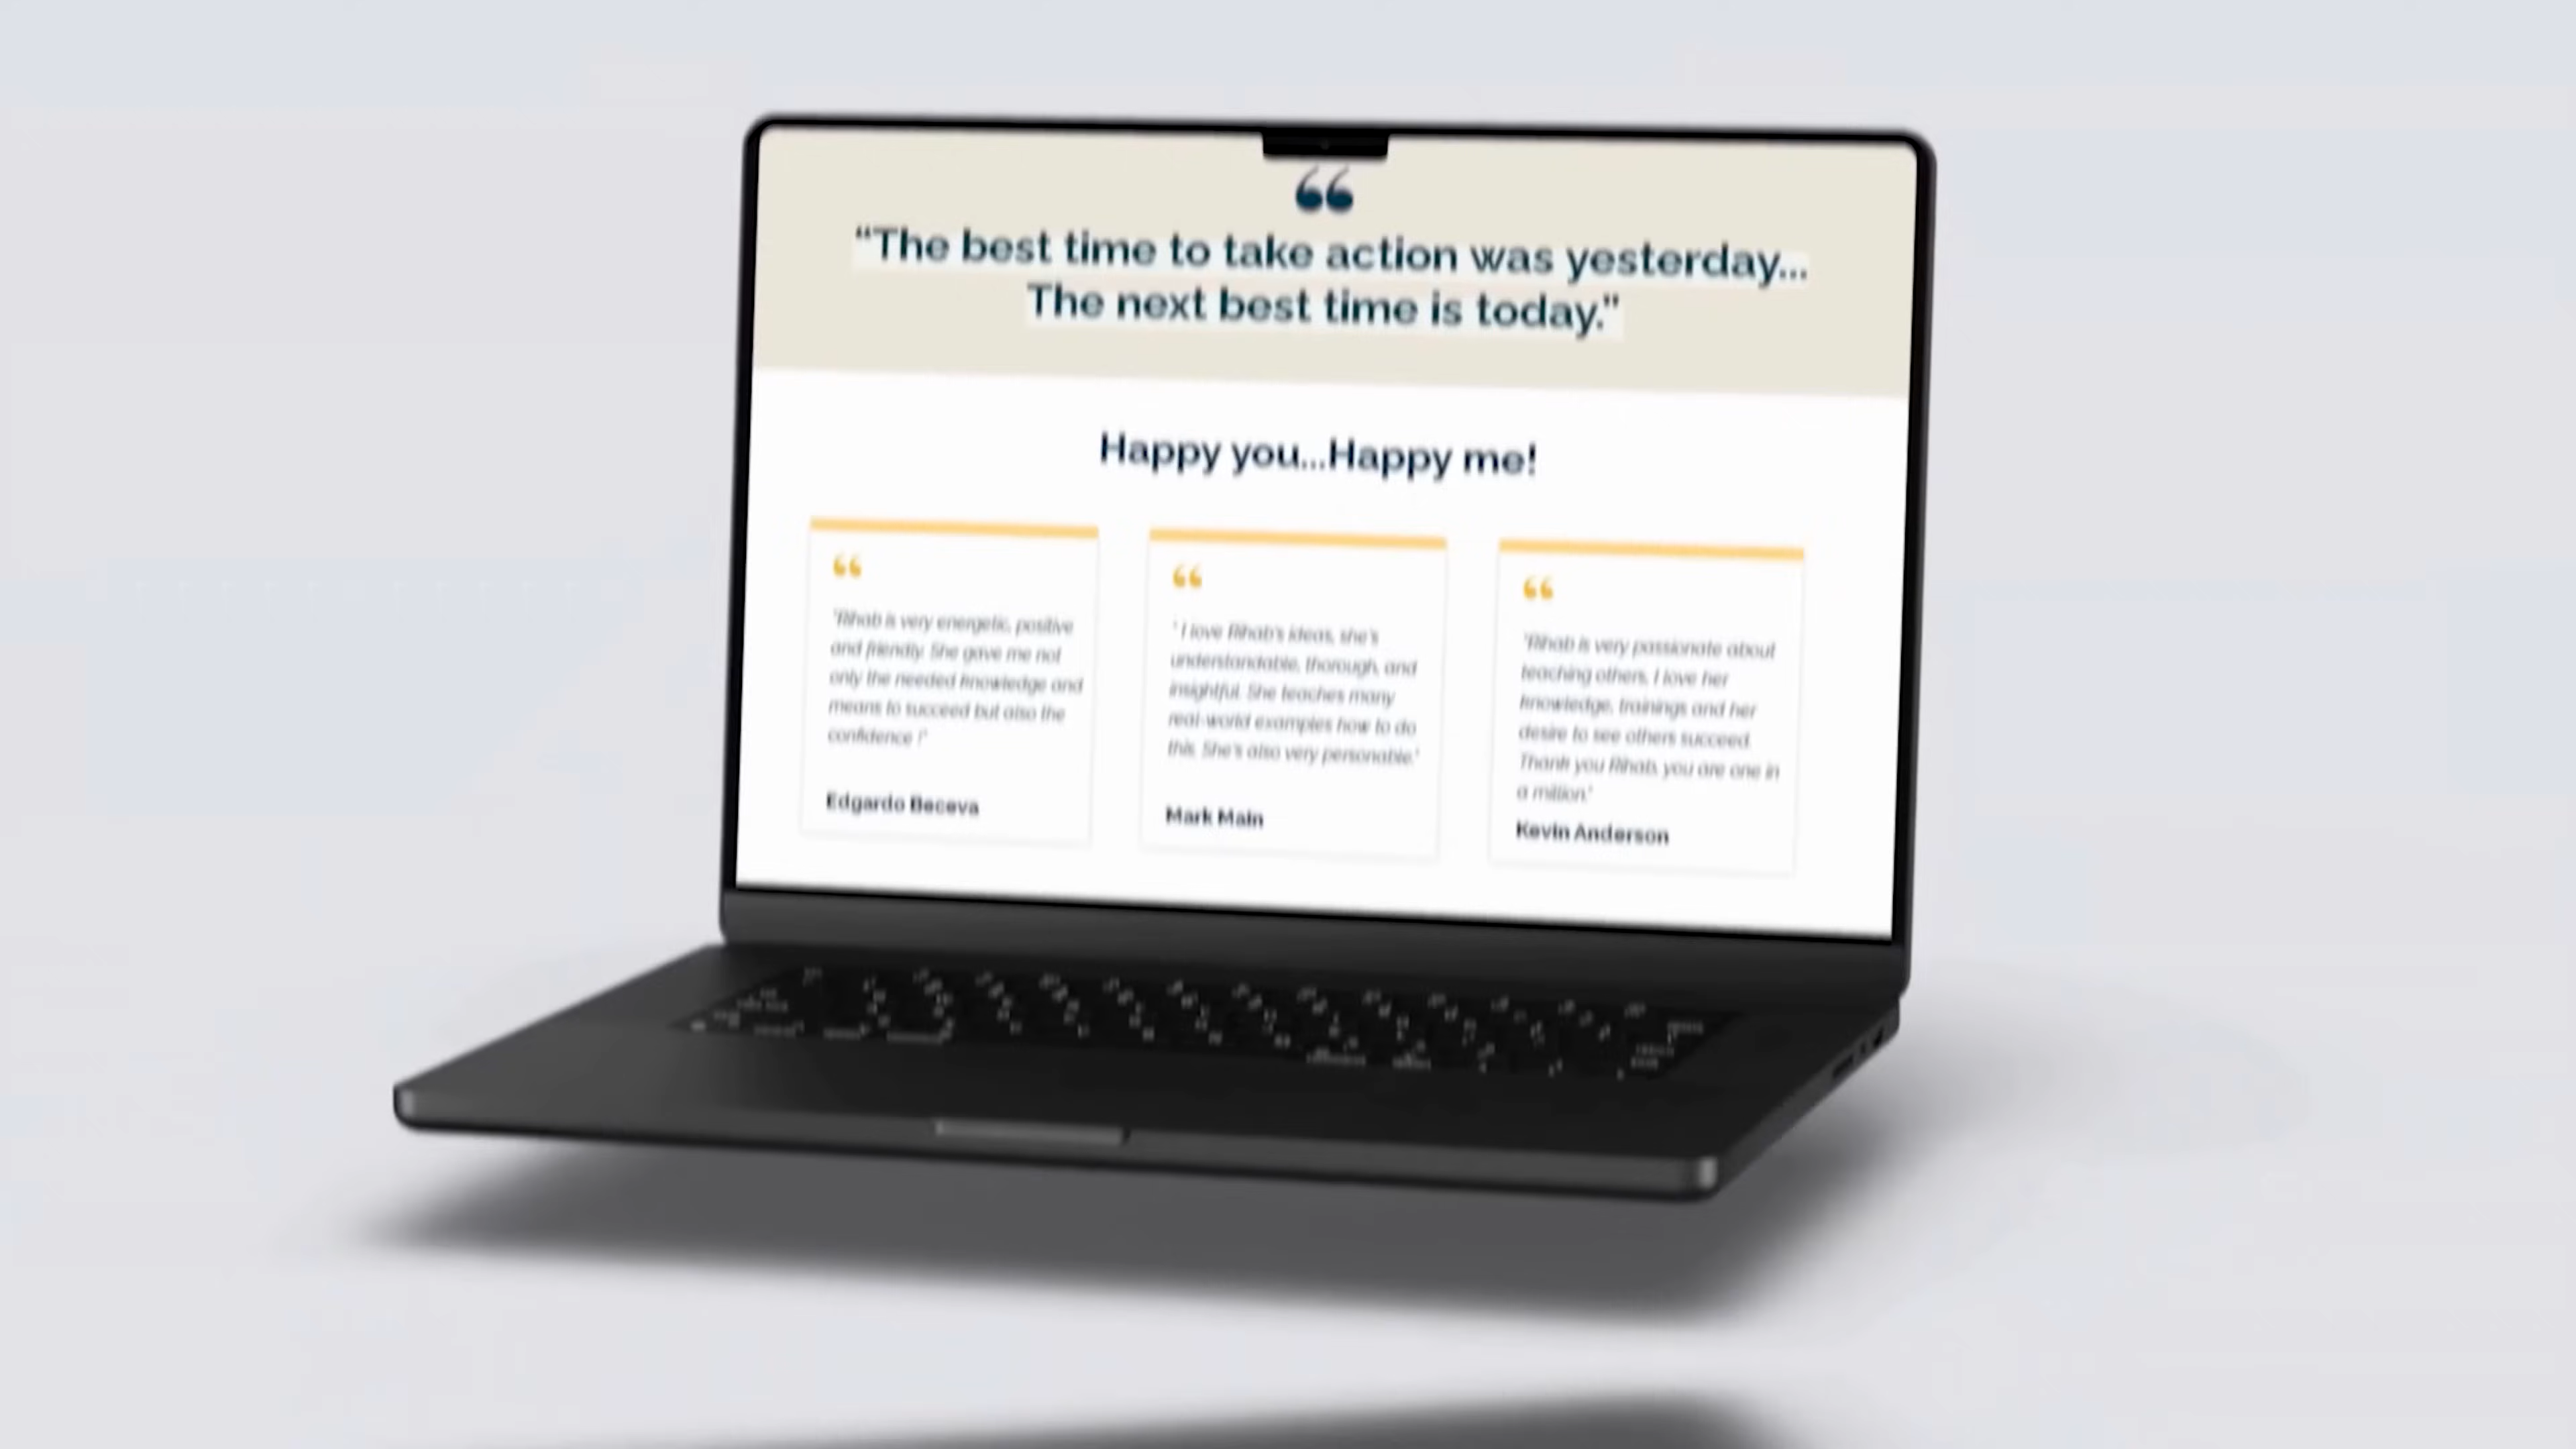 “The best time to take action was yesterday...
The next best time is today.”
Happy you...Happy me!
"Rihab is very energetic, positive
and friendly. She gave me not
only the needed knowledge and
means to succeed but also the
confidence !"
Edgardo Beceva
" I love Rihab's ideas, she's
understandable, thorough, and
insightful. She teaches many
real-world examples how to do
this. She's also very personable."
Mark Main
"Rihab is very passionate about
teaching others, I love her
knowledge, trainings and her
desire to see others succeed.
Thank you Rihab, you are one in
a million."
Kevin Anderson